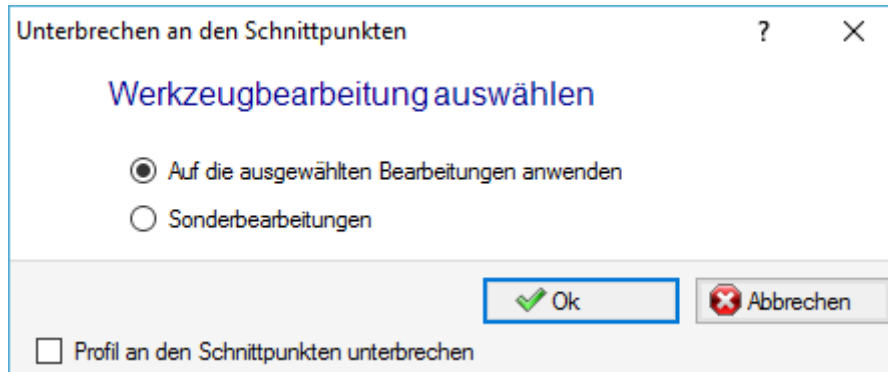 Unterbrechen an den Schnittpunkten ?
Werkzeugbearbeitung auswählen
Auf die ausgewählten Bearbeitungen anwenden
Sonderbearbeitungen
Ok Abbrechen
Profil an den Schnittpunkten unterbrechen